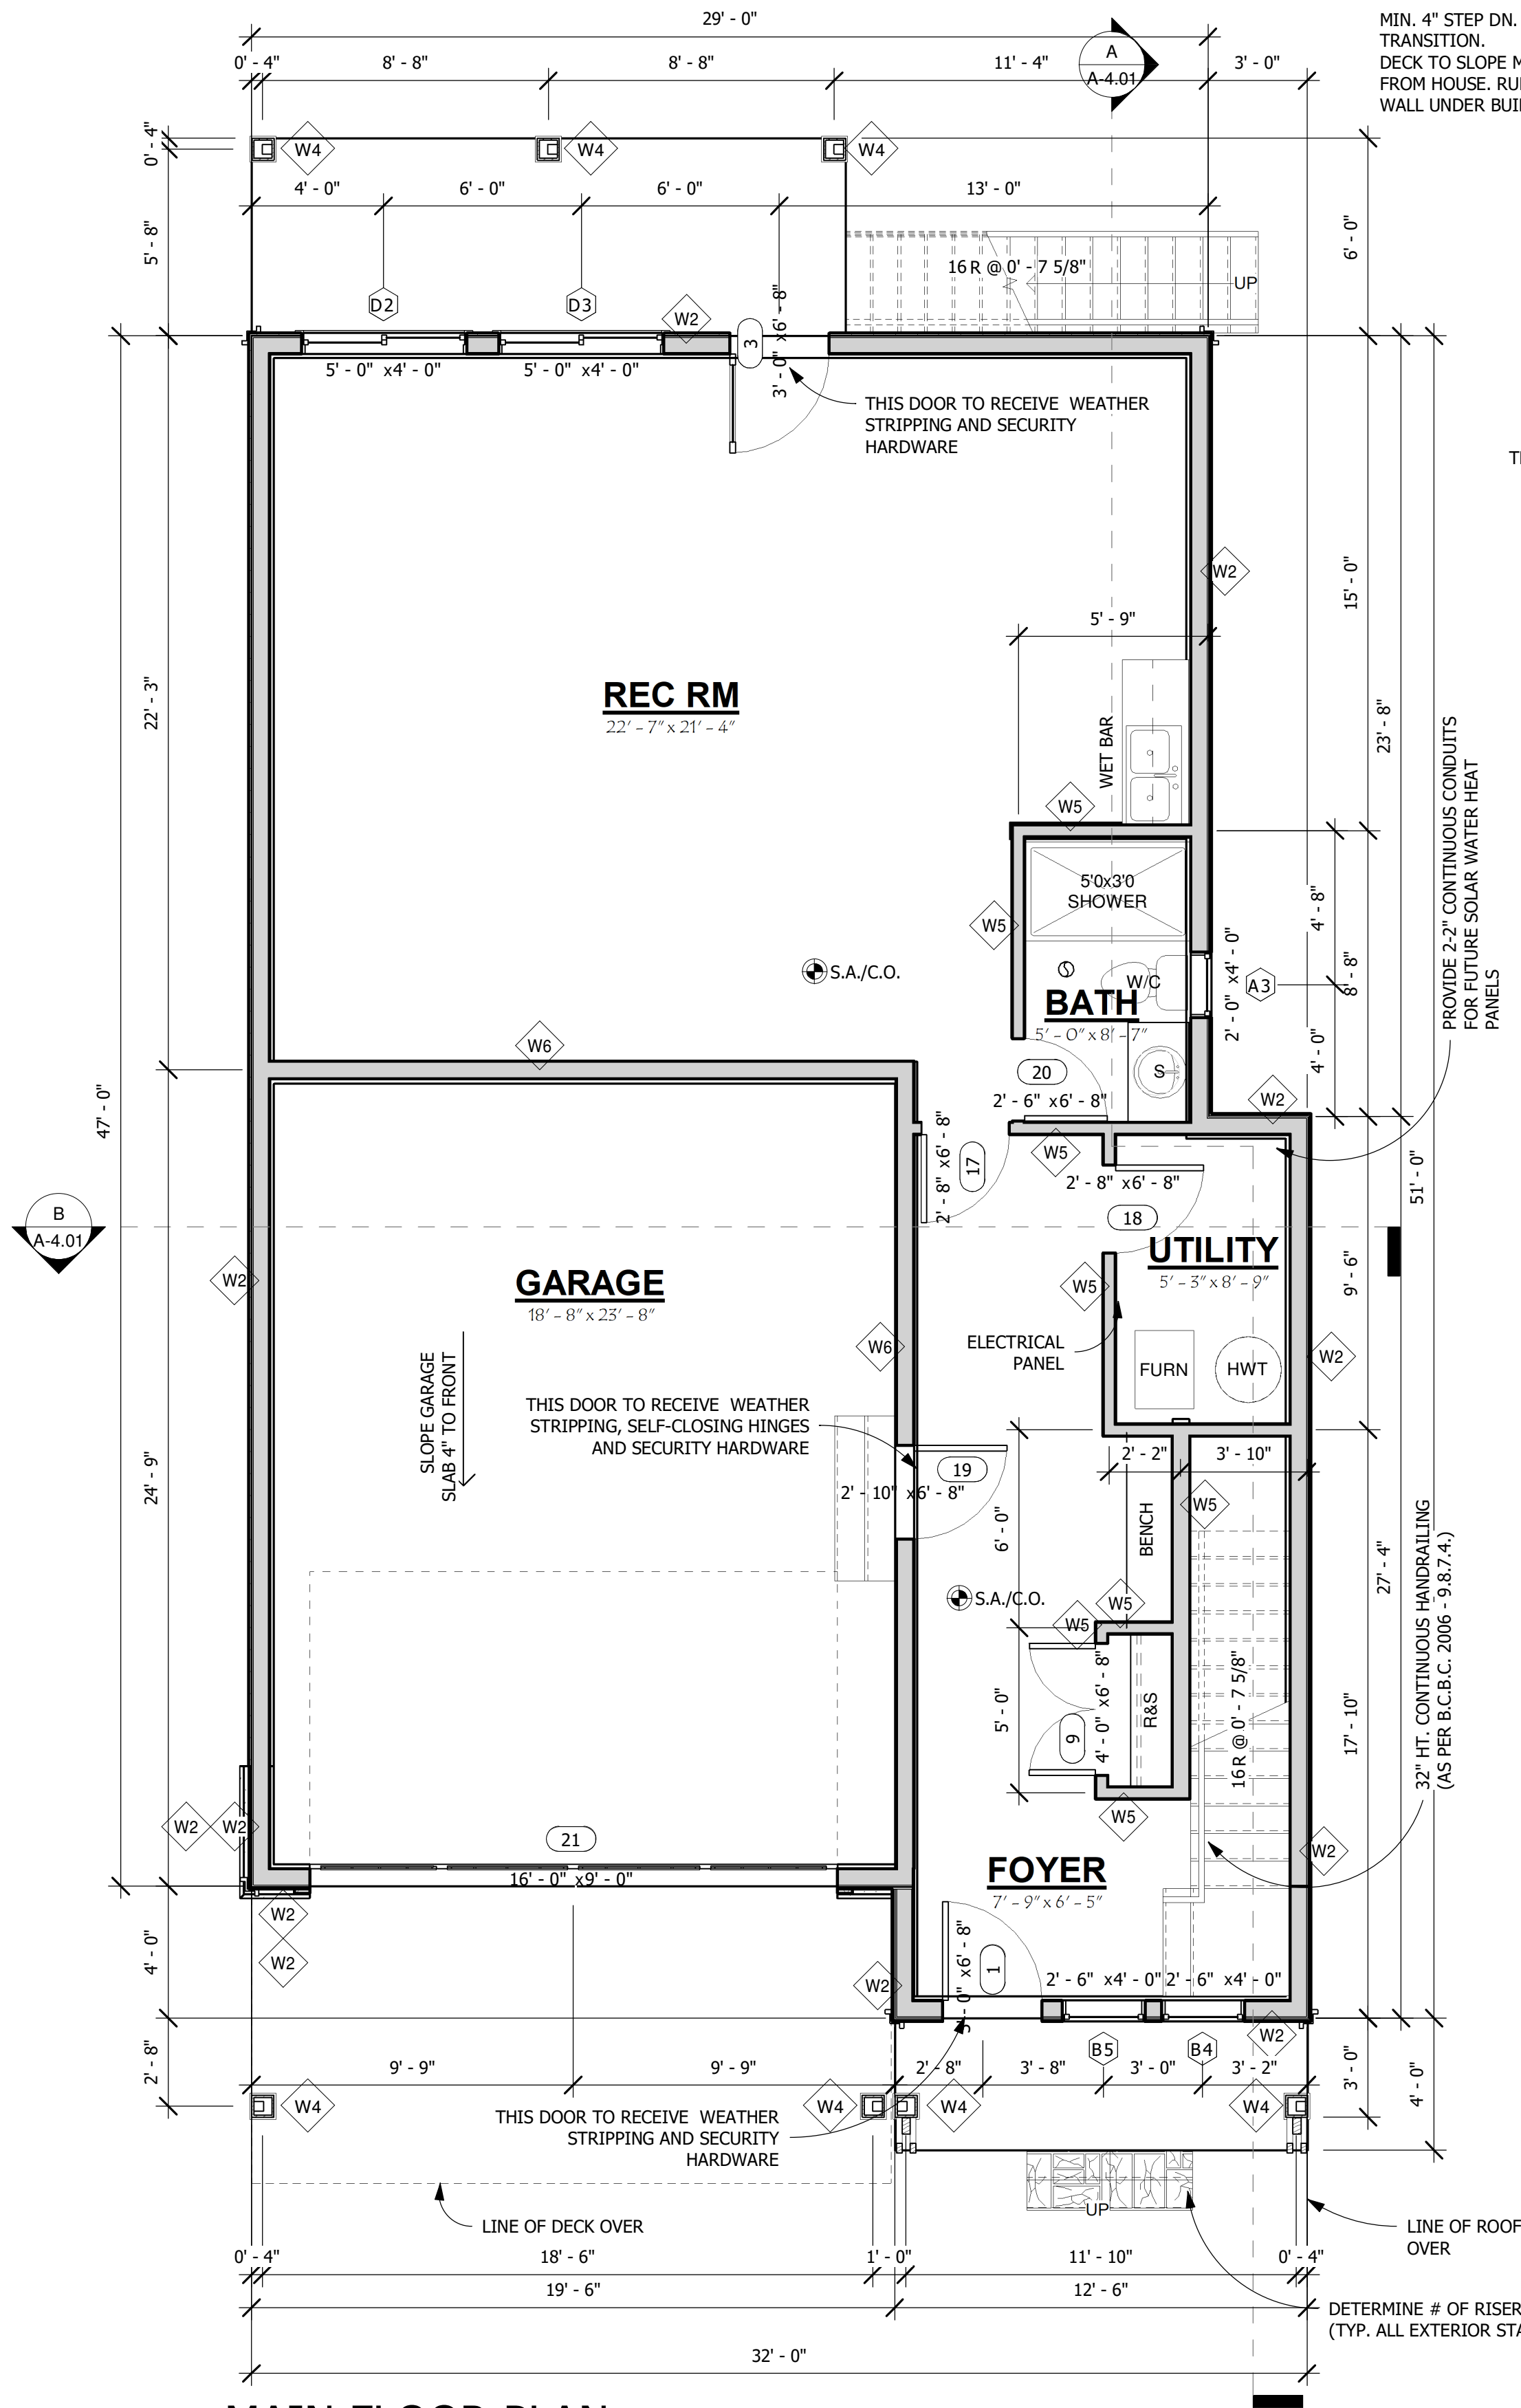 29' - 0"
0' - 4"
8' - 8"
8' - 8"
11' - 4"
3' - 0"
A
A-4.01
MIN. 4" STEP DN.
TRANSITION.
DECK TO SLOPE
FROM HOUSE.
WALL UNDER
0' - 4"
W4
W4
W4
4' - 0"
6' - 0"
6' - 0"
13' - 0"
5' - 8"
6' - 0"
16 R @ 0' - 7 5/8"
UP
D2
D3
W2
3
3' - 0" x6' - 8"
5' - 0" x4' - 0"
5' - 0" x4' - 0"
THIS DOOR TO RECEIVE WEATHER
STRIPPING AND SECURITY
HARDWARE
W2
15' - 0"
5' - 9"
REC RM
22' - 7" x 21' - 4"
22' - 3"
WET BAR
23' - 8"
W5
PROVIDE 2-2" CONTINUOUS CONDUITS
FOR FUTURE SOLAR WATER HEAT
PANELS
5'0x3'0
SHOWER
W5
4' - 8"
S.A./C.O.
W/C
BATH
5' - 0" x 8' - 7"
2' - 0" x4' - 0"
A3
8' - 8"
4' - 0"
W6
20
S
2' - 6" x6' - 8"
W2
47' - 0"
W5
17
2' - 8" x6' - 8"
2' - 8" x6' - 8"
18
51' - 0"
B
A-4.01
UTILITY
5' - 3" x 8' - 9"
9' - 6"
W2
GARAGE
18' - 8" x 23' - 8"
W5
W6
ELECTRICAL
PANEL
FURN
HWT
W2
SLOPE GARAGE
SLAB 4" TO FRONT
THIS DOOR TO RECEIVE WEATHER
STRIPPING, SELF-CLOSING HINGES
AND SECURITY HARDWARE
24' - 9"
19
2' - 10" x6' - 8"
2' - 2"
3' - 10"
W5
6' - 0"
BENCH
27' - 4"
32" HT. CONTINUOUS HANDRAILING
(AS PER B.C.B.C. 2006 - 9.8.7.4.)
S.A./C.O.
W5
W5
5' - 0"
9
4' - 0" x6' - 8"
R&S
16 R @ 0' - 7 5/8"
17' - 10"
W5
W2
W2
21
16' - 0" x9' - 0"
W2
FOYER
7' - 9" x 6' - 5"
W2
W2
4' - 0"
W2
1
3' - 0" x6' - 8"
2' - 6" x4' - 0"
2' - 6" x4' - 0"
W2
B5
B4
2' - 8"
9' - 9"
9' - 9"
2' - 8"
3' - 8"
3' - 0"
3' - 2"
3' - 0"
4' - 0"
W4
W4
W4
W4
THIS DOOR TO RECEIVE WEATHER
STRIPPING AND SECURITY
HARDWARE
UP
LINE OF DECK OVER
LINE OF ROOF
OVER
0' - 4"
18' - 6"
1' - 0"
11' - 10"
0' - 4"
19' - 6"
12' - 6"
DETERMINE # OF
(TYP. ALL EXTERIOR
32' - 0"
MAIN FLOOR PLAN